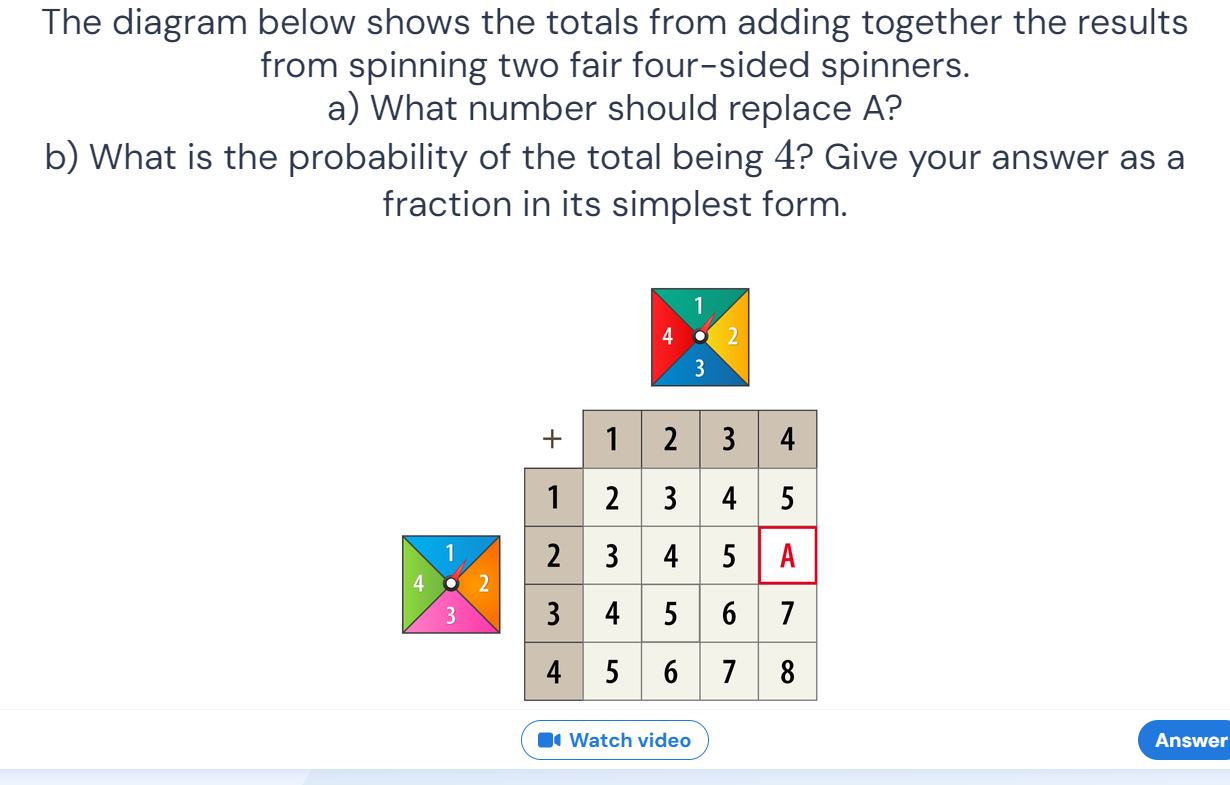 The diagram below shows the totals from adding together the results
from spinning two fair four-sided spinners.
a) What number should replace A?
b) What is the probability of the total being 4? Give your answer as a
fraction in its simplest form.
1
4 2
3
+ 1 2 3 4
1 2 3 4 5
2 3 4 5 A
3 4 5 6 7
4 5 6 7 8
1
4 2
3
Watch video
Answer